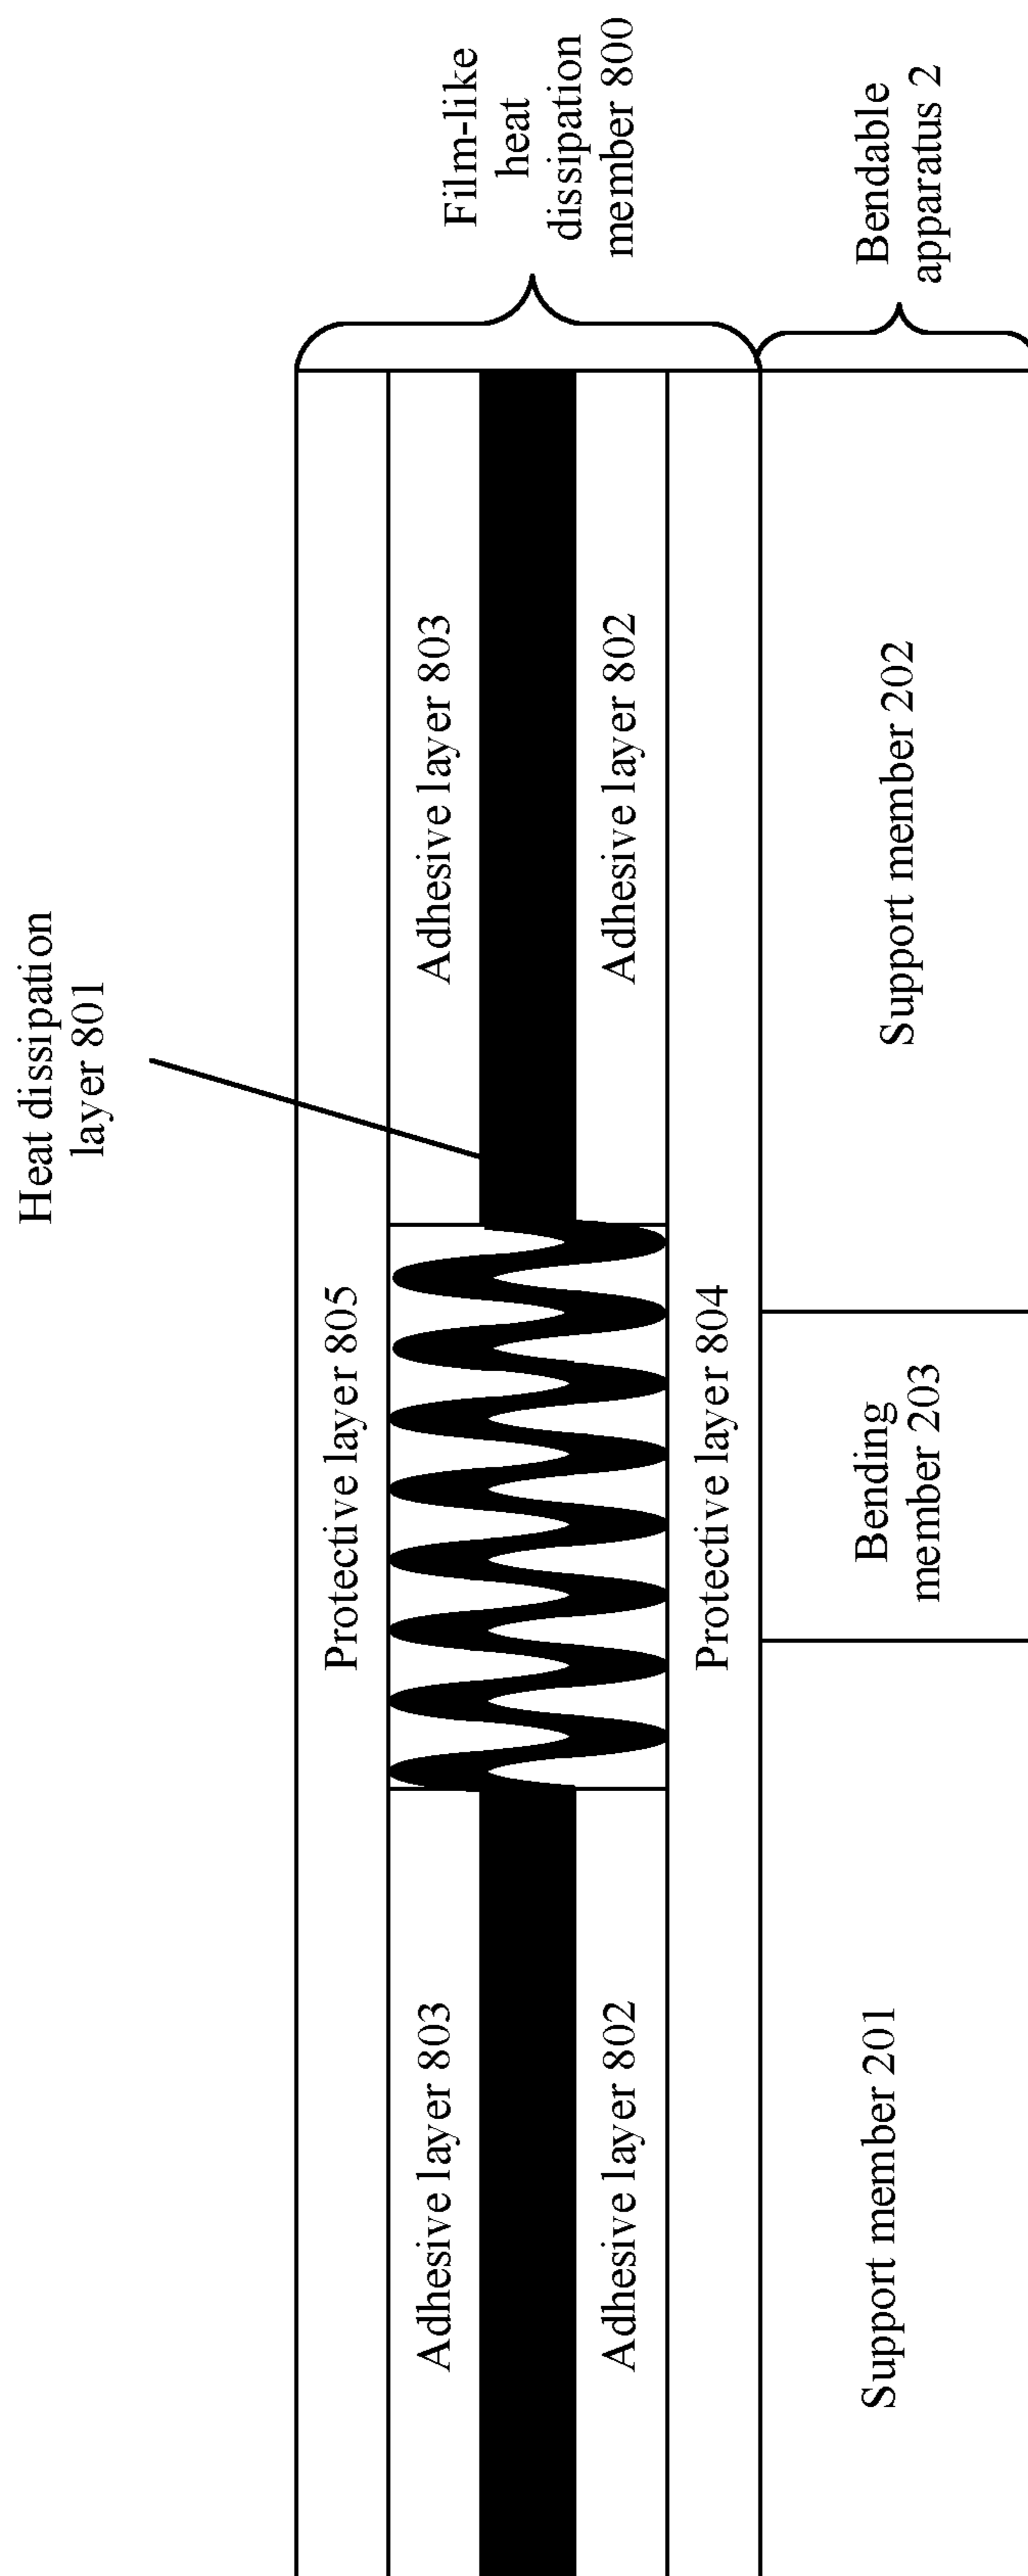 Heat dissipation
layer 801
Film-like
heat
dissipation
member 800
Protective layer 805
Adhesive layer 803
Adhesive layer 803
Adhesive layer 802
Adhesive layer 802
Protective layer 804
Bendable
apparatus 2
Support member 201
Bending
member 203
Support member 202